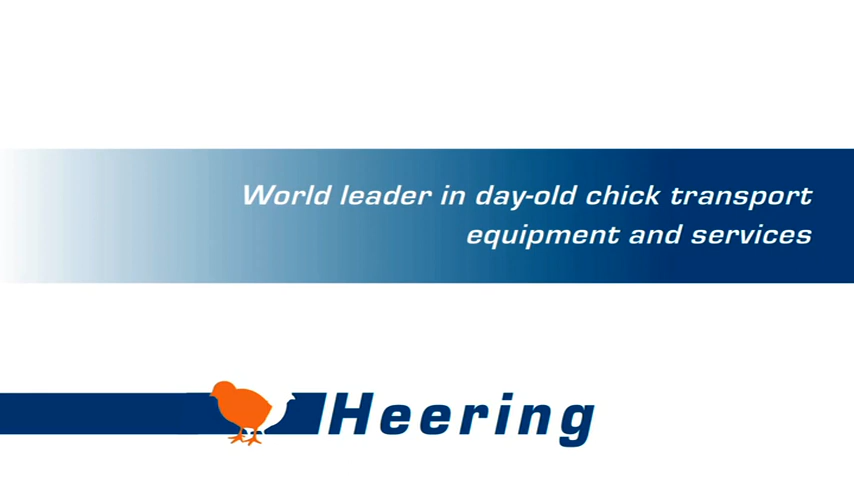 World leader in day-old chick transport
equipment and services
Heering